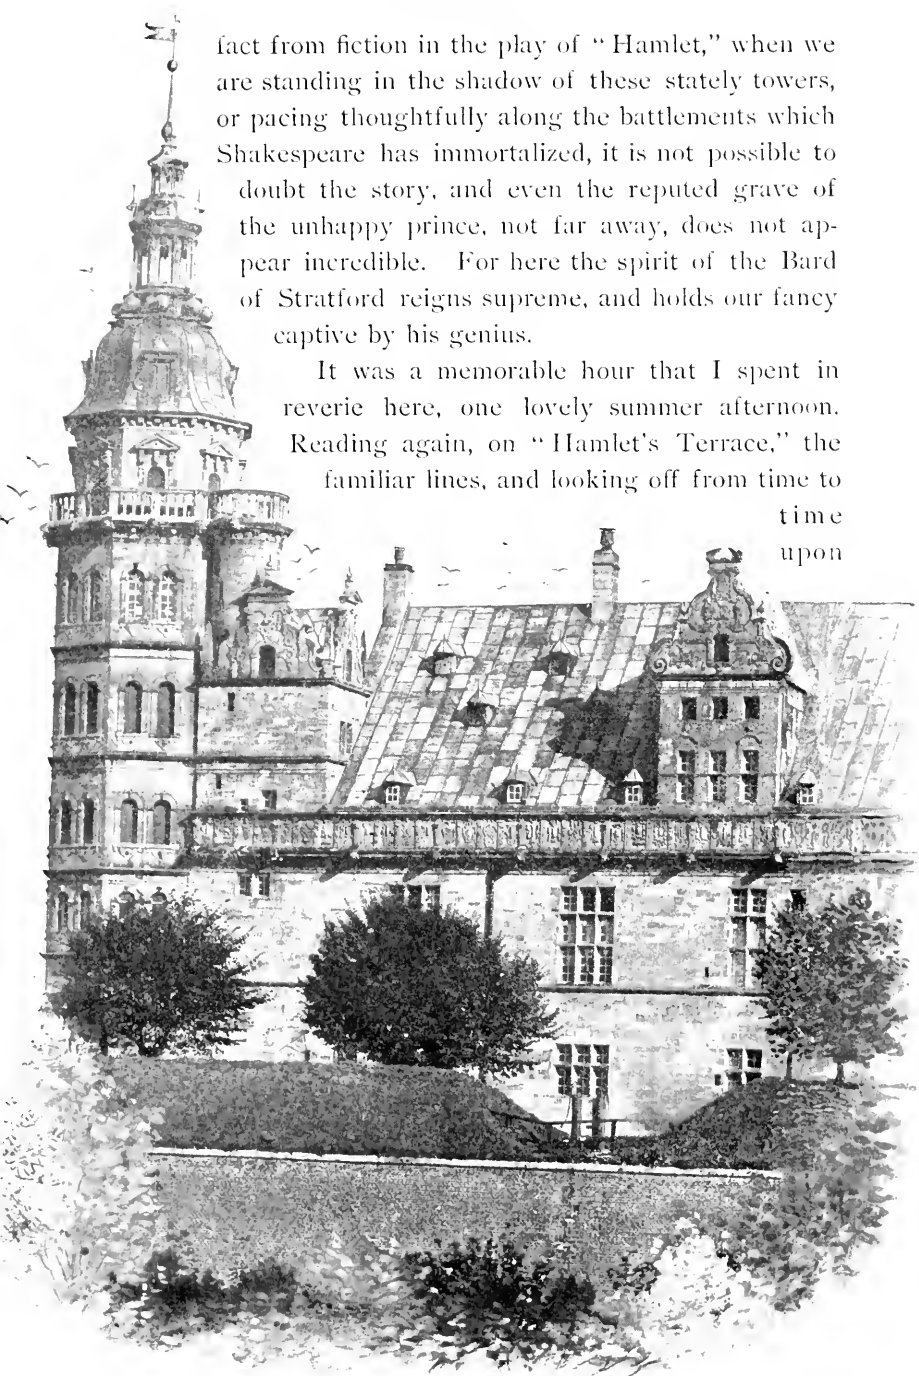 fact from fiction in the play of “ Hamlet,” when we
are standing in the shadow of these stately towers,
or pacing thoughtfully along the battlements which
Shakespeare has immortalized, it is not possible to
doubt the story, and even the reputed grave of
the unhappy prince, not far away, does not ap-
pear incredible. For here the spirit of the Bard
of Stratford reigns supreme, and holds our fancy
captive by his genius.
It was a memorable hour that I spent in
reverie here, one lovely summer afternoon.
Reading again, on “ Hamlet’s Terrace,” the
familiar lines, and looking off from time to
time
upon